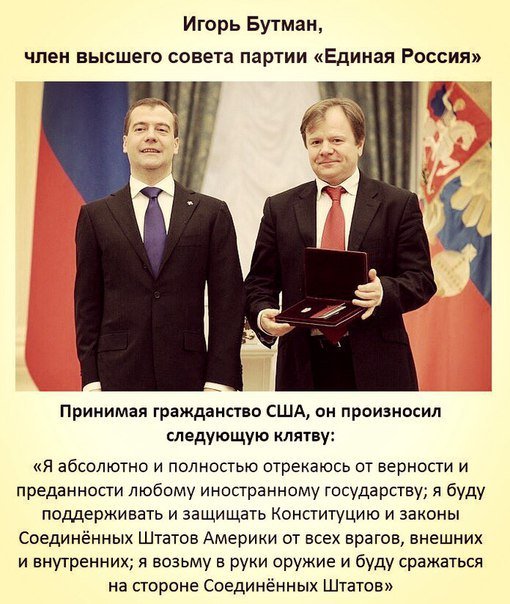 Игорь Бутман,
член высшего совета партии «Единая Россия»
Принимая гражданство США, он произносил
следующую клятву:
«Я абсолютно и полностью отрекаюсь от верности и
преданности любому иностранному государству; я буду
поддерживать и защищать Конституцию и законы
Соединённых Штатов Америки от всех врагов, внешних
и внутренних; я возьму в руки оружие и буду сражаться
на стороне Соединённых Штатов»